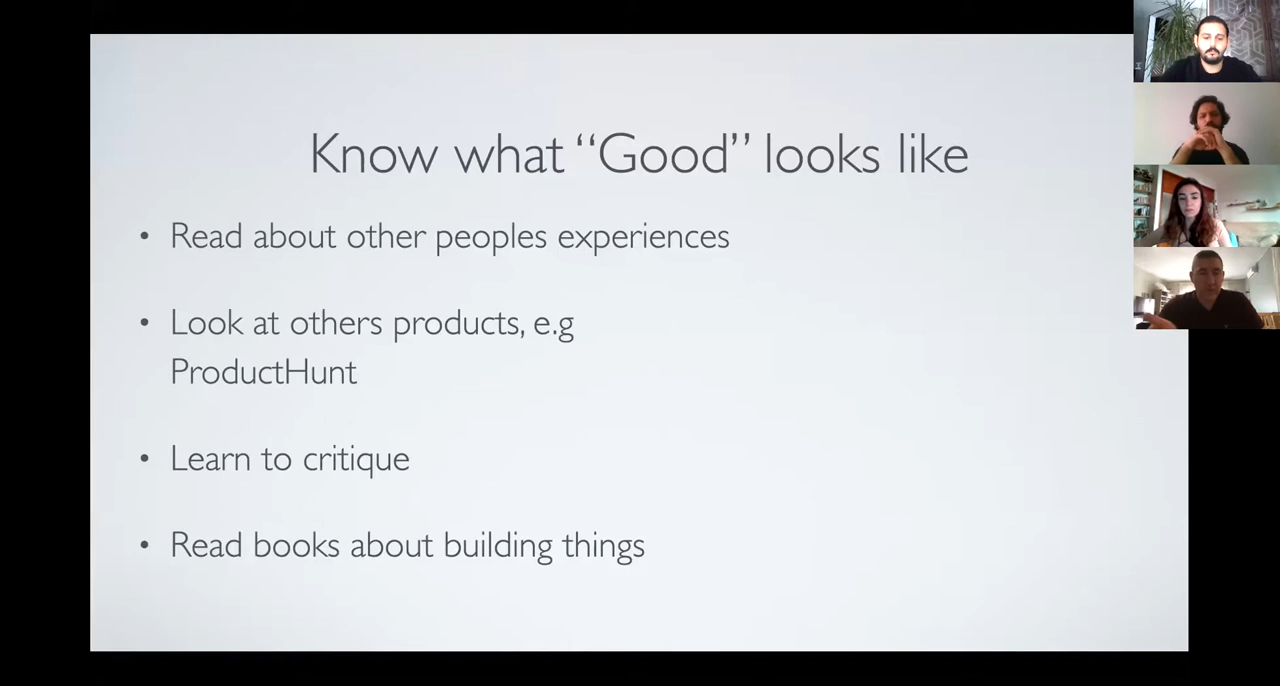 Know what “Good” looks like
• Read about other peoples experiences
• Look at others products, e.g
ProductHunt
• Learn to critique
• Read books about building things